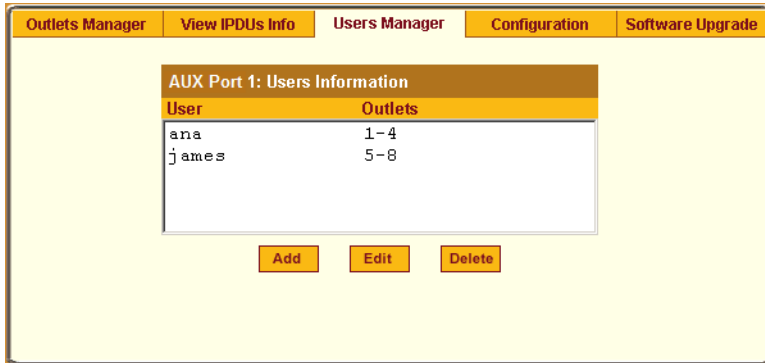 Outlets Manager View IPDUs Info Users Manager Configuration Software Upgrade
AUX Port 1: Users Information
User Outlets
ana 1-4
james 5-8
Add Edit Delete